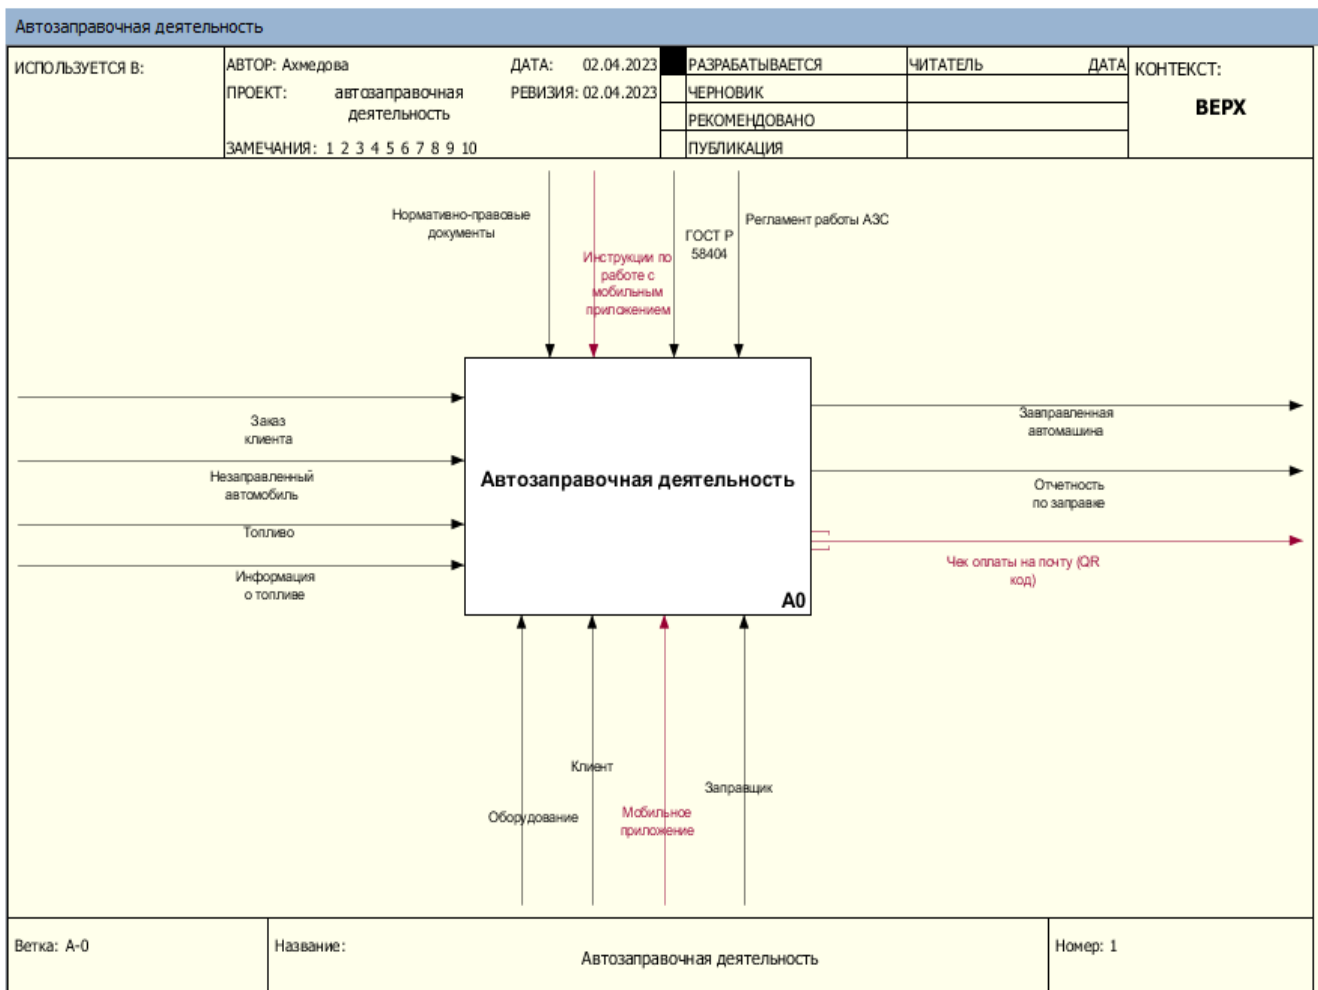 Автозаправочная деятельность
ИСПОЛЬЗУЕТСЯ В:
АВТОР: Ахмедова
ДАТА: 02.04.2023
ПРОЕКТ: автозаправочная
деятельность
РЕВИЗИЯ: 02.04.2023
ЗАМЕЧАНИЯ: 1 2 3 4 5 6 7 8 9 10
РАЗРАБАТЫВАЕТСЯ
ЧЕРНОВИК
РЕКОМЕНДОВАНО
ПУБЛИКАЦИЯ
ЧИТАТЕЛЬ
ДАТА
КОНТЕКСТ:
ВЕРХ
Нормативно-правовые
документы
Инструкции по
работе с
мобильным
приложением
ГОСТ Р
58404
Регламент работы АЗС
Заказ
клиента
Незаправленный
автомобиль
Топливо
Информация
о топливе
Автозаправочная деятельность
A0
Завправленная
автомашина
Отчетность
по заправке
Чек оплаты на почту (QR
код)
Клиент
Оборудование
Мобильное
приложение
Заправщик
Ветка: A-0
Название:
Автозаправочная деятельность
Номер: 1